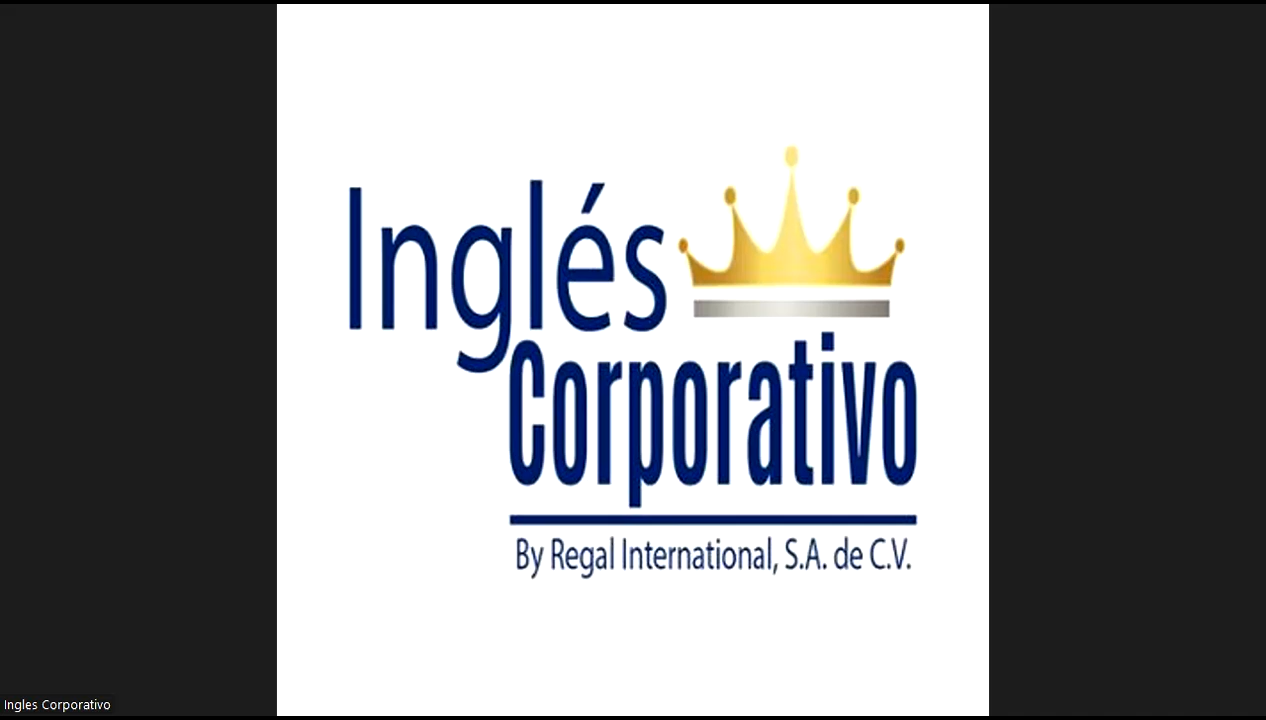 Inglés
Corporativo
By Regal International, S.A. de C.V.
Ingles Corporativo